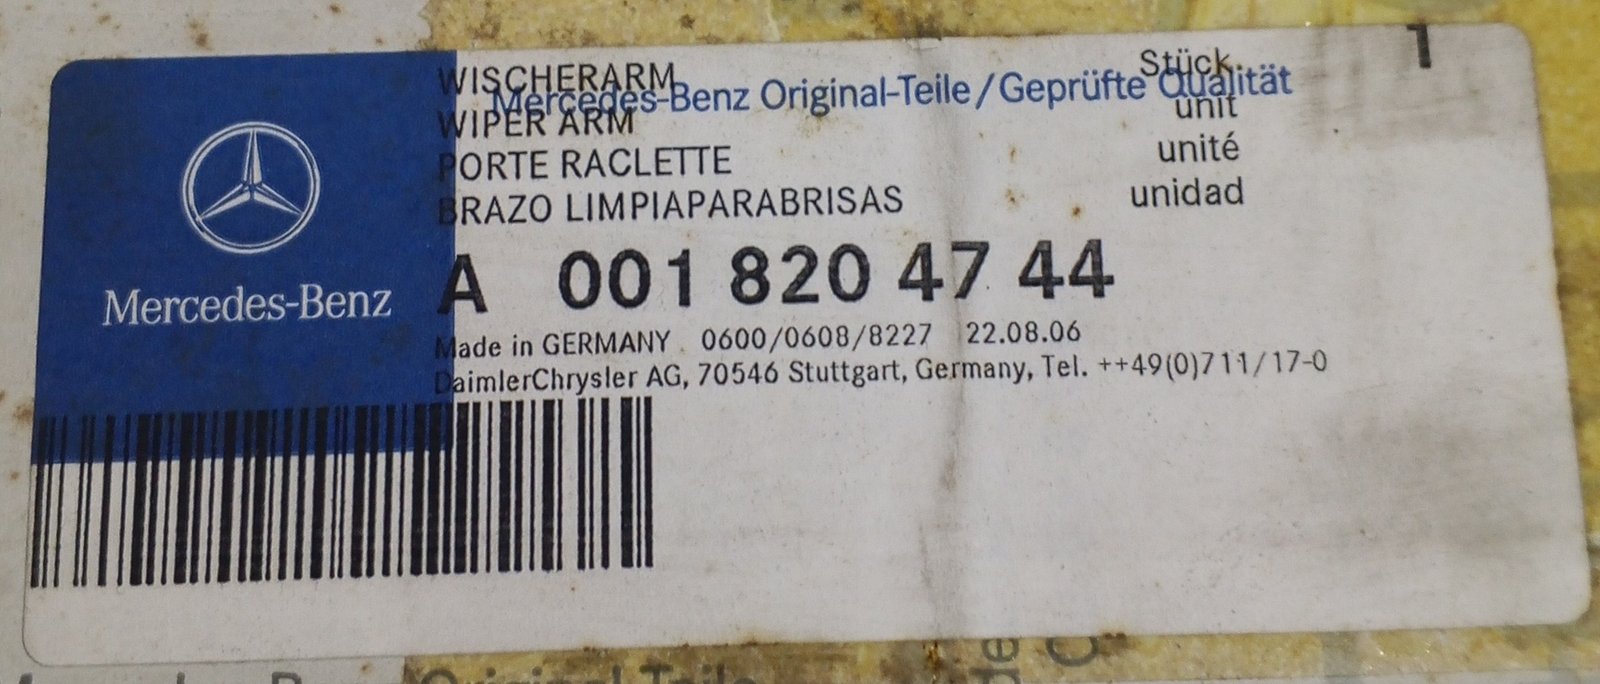 WISCHERARM Stück 1
Mercedes-Benz Original-Teile/Geprüfte Qualität
WIPER ARM unit
PORTE RACLETTE unité
BRAZO LIMPIAPARABRISAS unidad
Mercedes-Benz
A 001 820 47 44
Made in GERMANY 0600/0608/8227 22.08.06
DaimlerChrysler AG, 70546 Stuttgart, Germany, Tel. ++49(0)711/17-0
Original-Teile